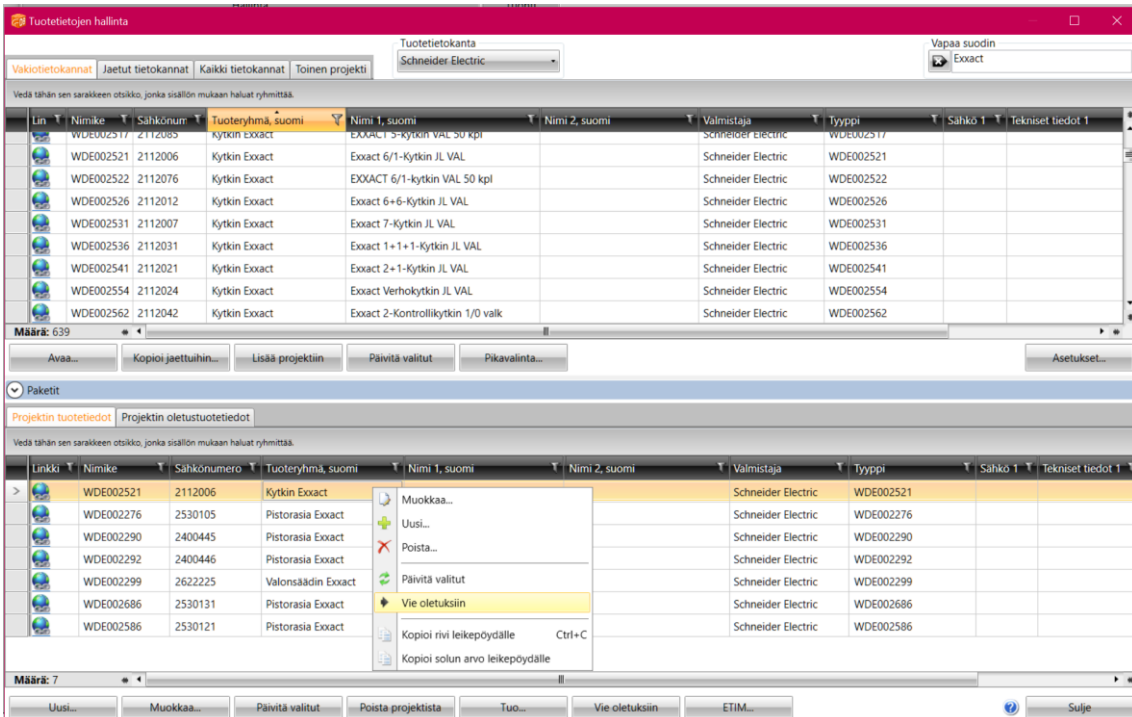 Tuotetietojen hallinta
Tuotetietokanta
Vapaa suodin
Vakiotietokannat Jaetut tietokannat Kaikki tietokannat Toinen projekti
Schneider Electric
Exxact
Vedä tähän sen sarakkeen otsikko, jonka sisällön mukaan haluat ryhmittää.
Lin Nimike Sähkönum Tuoteryhmä, suomi Nimi 1, suomi Nimi 2, suomi Valmistaja Tyyppi Sähkö 1 Tekniset tiedot 1
WDE002517 2112085 Kytkin Exxact EXXACT 5-kytkin VAL 50 kpl Schneider Electric WDE002517
WDE002521 2112006 Kytkin Exxact Exxact 6/1-Kytkin JL VAL Schneider Electric WDE002521
WDE002522 2112076 Kytkin Exxact EXXACT 6/1-kytkin VAL 50 kpl Schneider Electric WDE002522
WDE002526 2112012 Kytkin Exxact Exxact 6+6-Kytkin JL VAL Schneider Electric WDE002526
WDE002531 2112007 Kytkin Exxact Exxact 7-Kytkin JL VAL Schneider Electric WDE002531
WDE002536 2112031 Kytkin Exxact Exxact 1+1+1-Kytkin JL VAL Schneider Electric WDE002536
WDE002541 2112021 Kytkin Exxact Exxact 2+1-Kytkin JL VAL Schneider Electric WDE002541
WDE002554 2112024 Kytkin Exxact Exxact Verhokytkin JL VAL Schneider Electric WDE002554
WDE002562 2112042 Kytkin Exxact Exxact 2-Kontrollikytkin 1/0 valk Schneider Electric WDE002562
Määrä: 639
Avaa... Kopioi jaettuihin... Lisää projektiin Päivitä valitut Pikavalinta... Asetukset...
Paketit
Projektin tuotetiedot Projektin oletustuotetiedot
Vedä tähän sen sarakkeen otsikko, jonka sisällön mukaan haluat ryhmittää.
Linkki Nimike Sähkönumero Tuoteryhmä, suomi Nimi 1, suomi Nimi 2, suomi Valmistaja Tyyppi Sähkö 1 Tekniset tiedot 1
WDE002521 2112006 Kytkin Exxact Schneider Electric WDE002521
WDE002276 2530105 Pistorasia Exxact Schneider Electric WDE002276
WDE002290 2400445 Pistorasia Exxact Schneider Electric WDE002290
WDE002292 2400446 Pistorasia Exxact Schneider Electric WDE002292
WDE002299 2622225 Valonsäädin Exxact Schneider Electric WDE002299
WDE002686 2530131 Pistorasia Exxact Schneider Electric WDE002686
WDE002586 2530121 Pistorasia Exxact Schneider Electric WDE002586
Muokkaa...
Uusi...
Poista...
Päivitä valitut
Vie oletuksiin
Kopioi rivi leikepöydälle Ctrl+C
Kopioi solun arvo leikepöydälle
Määrä: 7
Uusi... Muokkaa... Päivitä valitut Poista projektista Tuo... Vie oletuksiin ETIM... Sulje